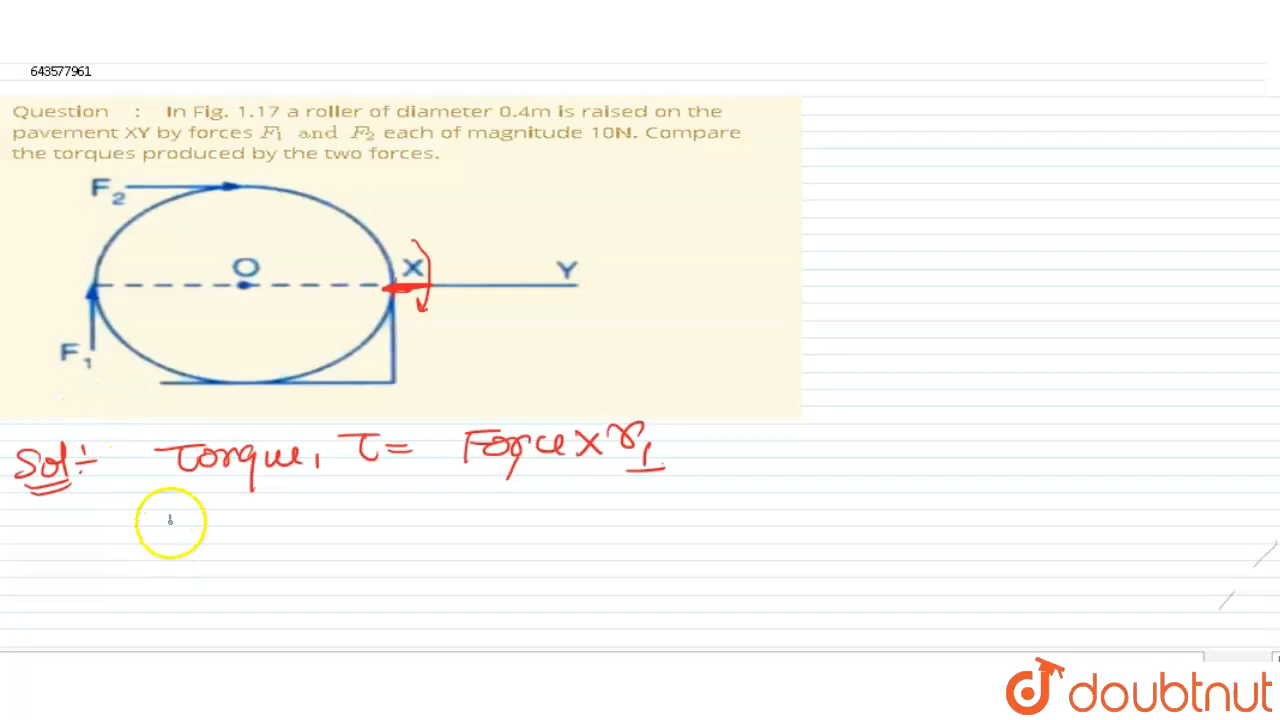 643577961
Question : In Fig. 1.17 a roller of diameter 0.4m is raised on the
pavement XY by forces F₁ and F₂ each of magnitude 10N. Compare
the torques produced by the two forces.
F₂
O X Y
F₁
Sol:- Torque, τ = Force × r⊥
doubtnut